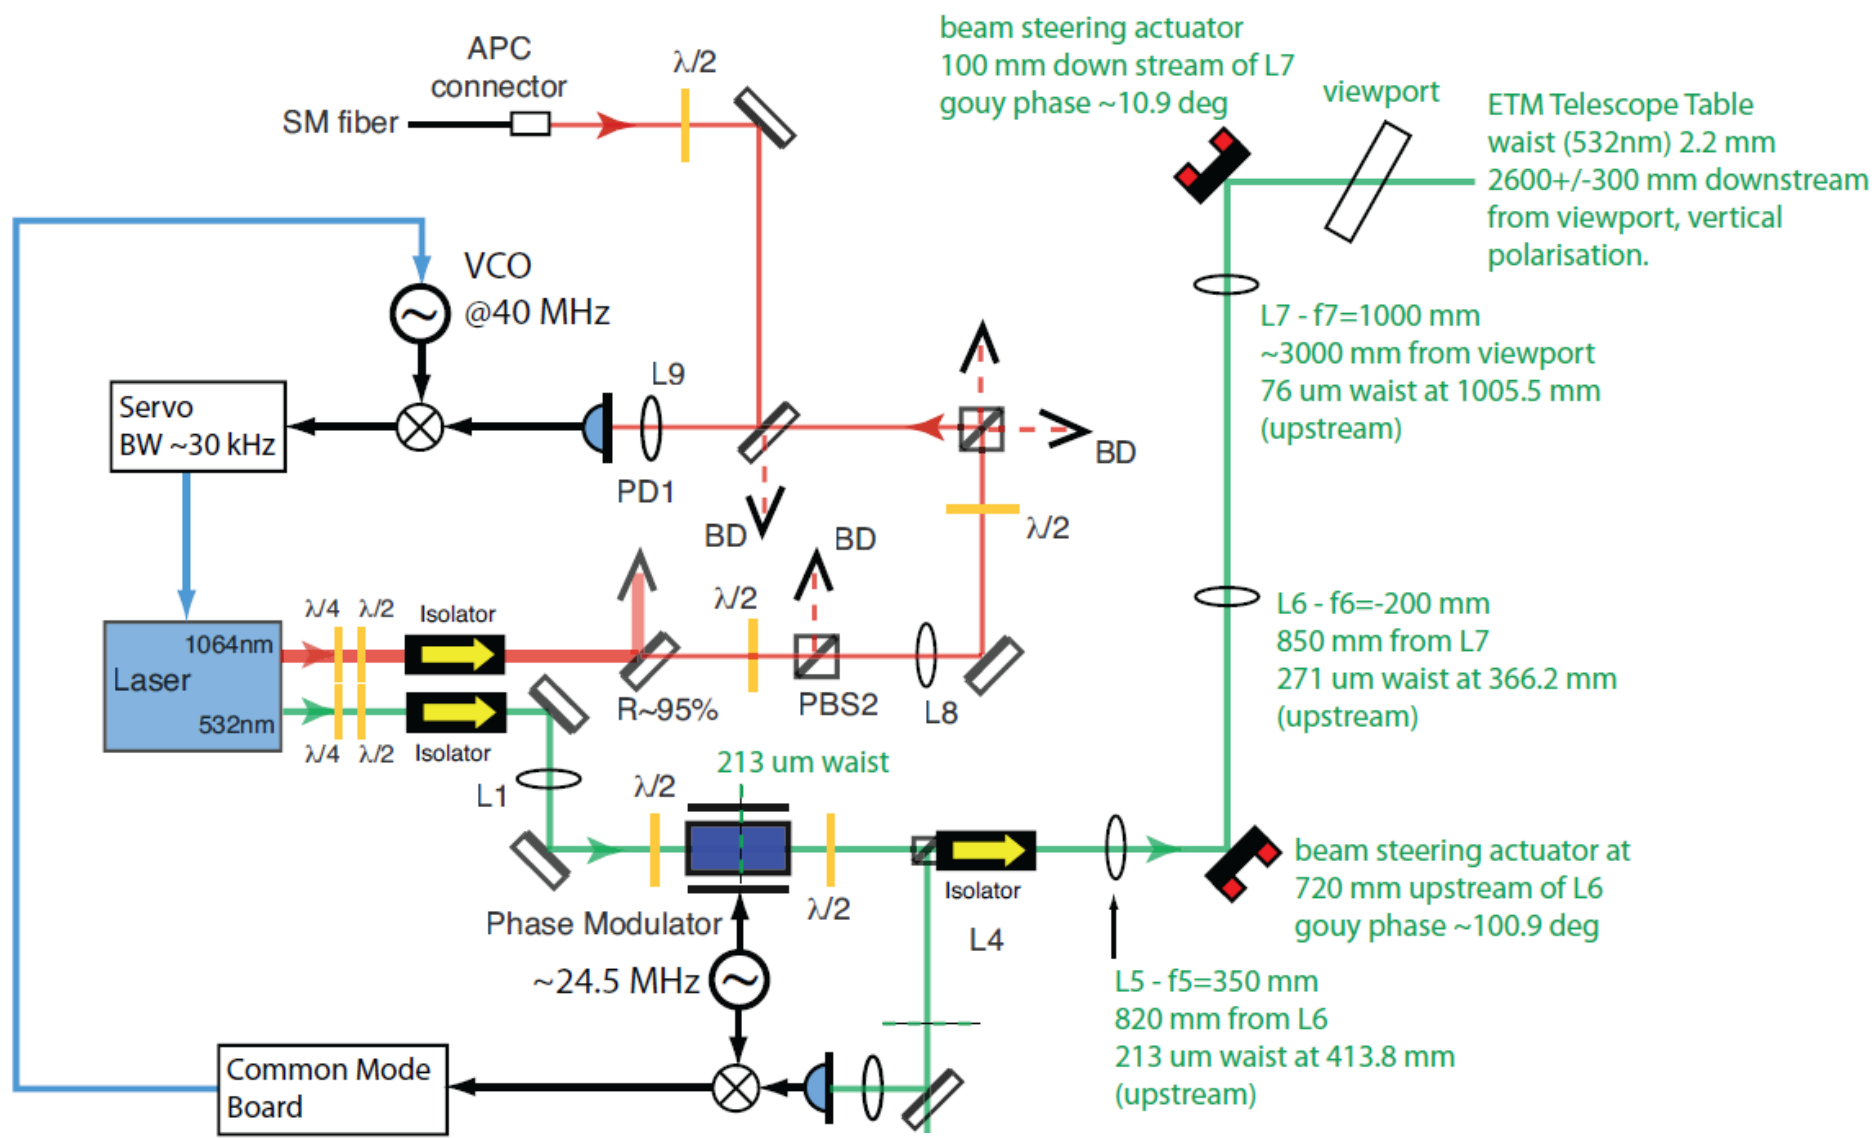 beam steering actuator
100 mm down stream of L7
gouy phase ~10.9 deg
APC
connector
λ/2
SM fiber
viewport
ETM Telescope Table
waist (532nm) 2.2 mm
2600+/-300 mm downstream
from viewport, vertical
polarisation.
VCO
@40 MHz
L7 - f7=1000 mm
~3000 mm from viewport
76 um waist at 1005.5 mm
(upstream)
L9
Servo
BW ~30 kHz
PD1
BD
BD
BD
λ/2
λ/4
λ/2
Isolator
λ/2
L6 - f6=-200 mm
850 mm from L7
271 um waist at 366.2 mm
(upstream)
1064nm
Laser
532nm
R~95%
PBS2
L8
λ/4
λ/2
Isolator
213 um waist
L1
λ/2
λ/2
Isolator
L4
beam steering actuator at
720 mm upstream of L6
gouy phase ~100.9 deg
Phase Modulator
~24.5 MHz
L5 - f5=350 mm
820 mm from L6
213 um waist at 413.8 mm
(upstream)
Common Mode
Board